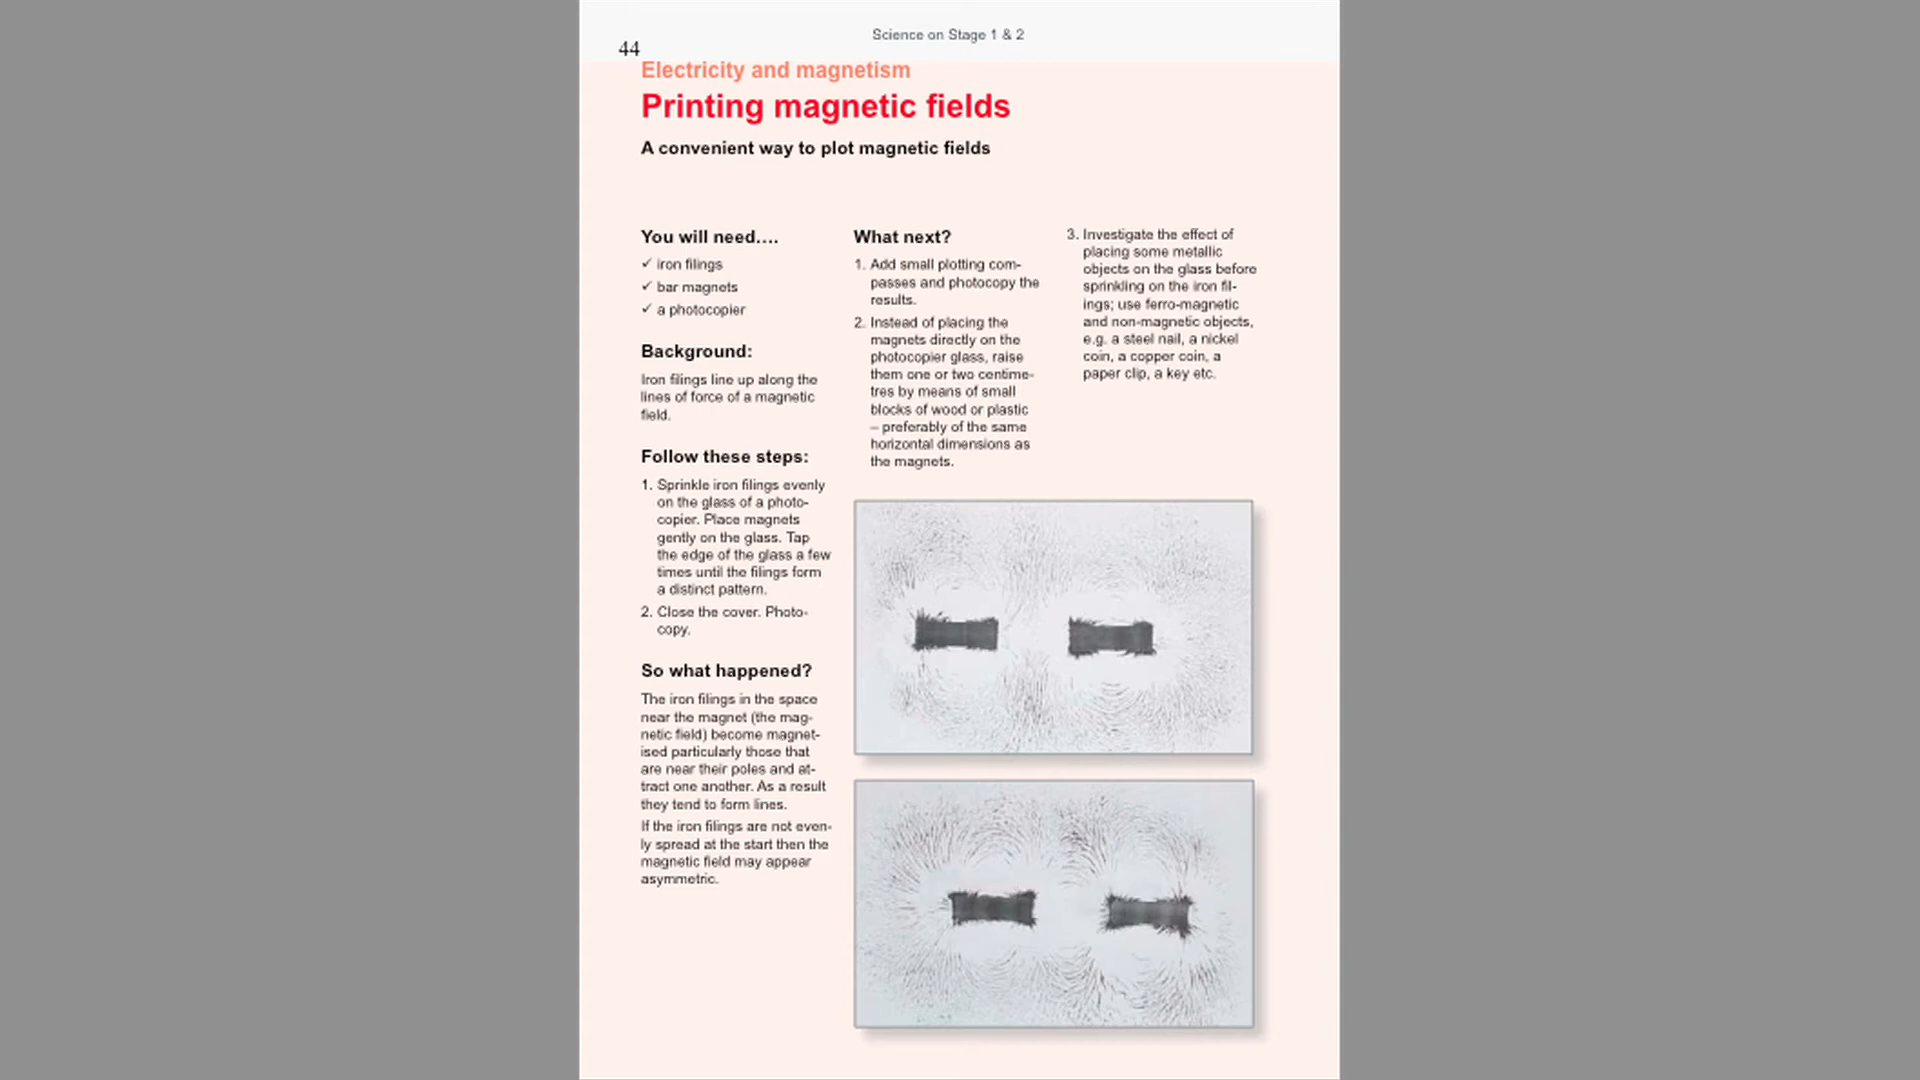 Science on Stage 1 & 2
44
Electricity and magnetism
Printing magnetic fields
A convenient way to plot magnetic fields
You will need....
✓ iron filings
✓ bar magnets
✓ a photocopier
Background:
Iron filings line up along the
lines of force of a magnetic
field.
Follow these steps:
1. Sprinkle iron filings evenly
on the glass of a photo-
copier. Place magnets
gently on the glass. Tap
the edge of the glass a few
times until the filings form
a distinct pattern.
2. Close the cover. Photo-
copy.
So what happened?
The iron filings in the space
near the magnet (the mag-
netic field) become magnet-
ised particularly those that
are near their poles and at-
tract one another. As a result
they tend to form lines.
If the iron filings are not even-
ly spread at the start then the
magnetic field may appear
asymmetric.
What next?
1. Add small plotting com-
passes and photocopy the
results.
2. Instead of placing the
magnets directly on the
photocopier glass, raise
them one or two centime-
tres by means of small
blocks of wood or plastic
– preferably of the same
horizontal dimensions as
the magnets.
3. Investigate the effect of
placing some metallic
objects on the glass before
sprinkling on the iron fil-
ings; use ferro-magnetic
and non-magnetic objects,
e.g. a steel nail, a nickel
coin, a copper coin, a
paper clip, a key etc.